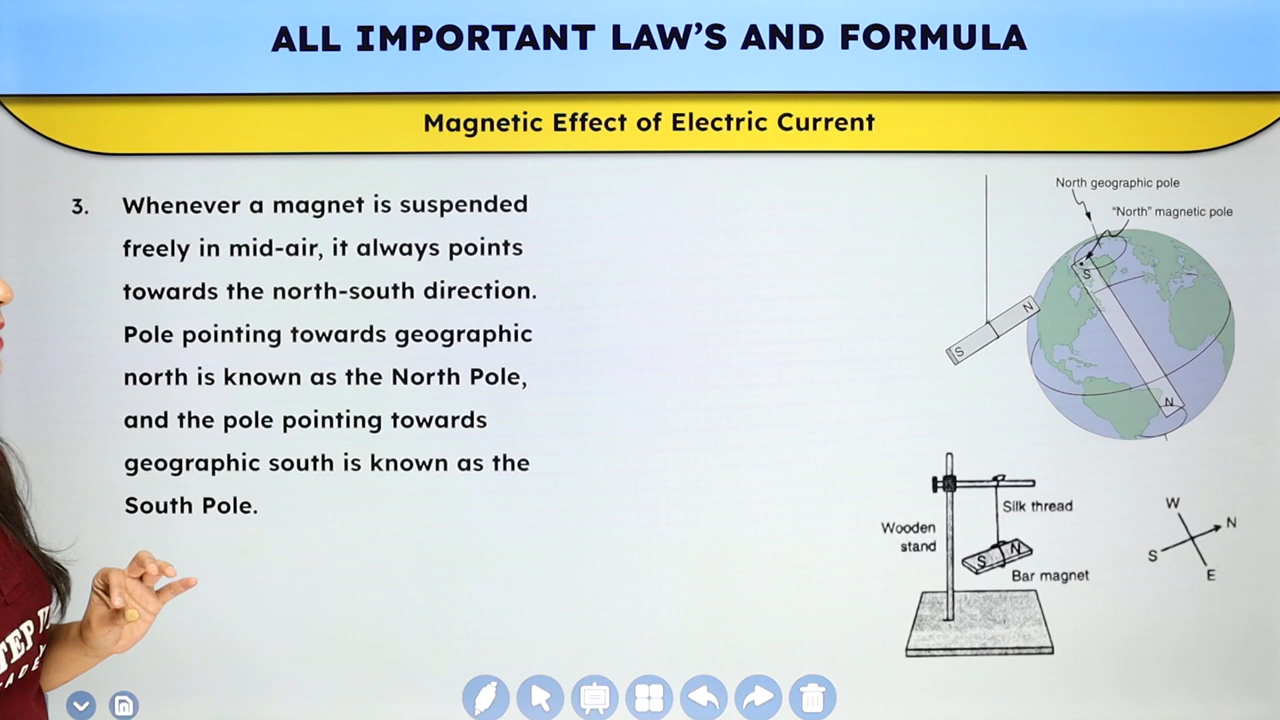 ALL IMPORTANT LAW'S AND FORMULA
Magnetic Effect of Electric Current
3. Whenever a magnet is suspended
freely in mid-air, it always points
towards the north-south direction.
Pole pointing towards geographic
north is known as the North Pole,
and the pole pointing towards
geographic south is known as the
South Pole.
North geographic pole
"North" magnetic pole
S
N
S
N
Silk thread
Wooden
stand
S N
Bar magnet
W
N
S
E